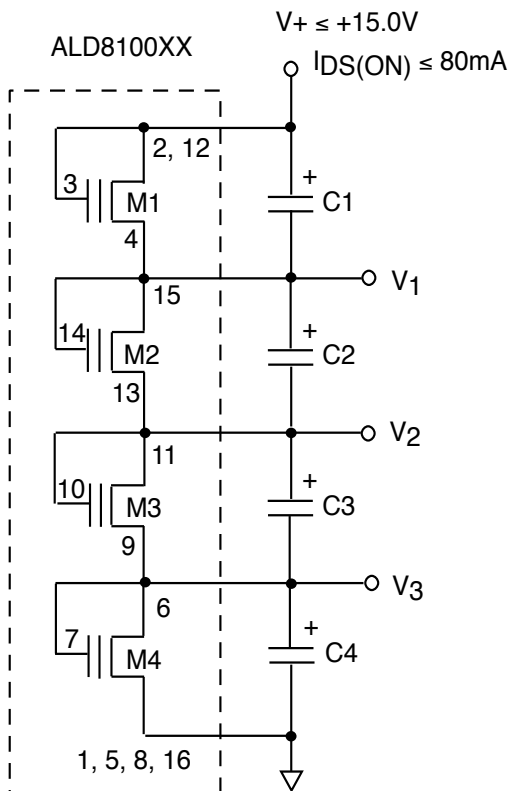 V+ ≤ +15.0V
ALD8100XX
IDS(ON) ≤ 80mA
2, 12
3
M1
+
C1
4
15
V1
14
M2
+
C2
13
11
V2
10
M3
+
C3
9
6
V3
7
M4
+
C4
1, 5, 8, 16